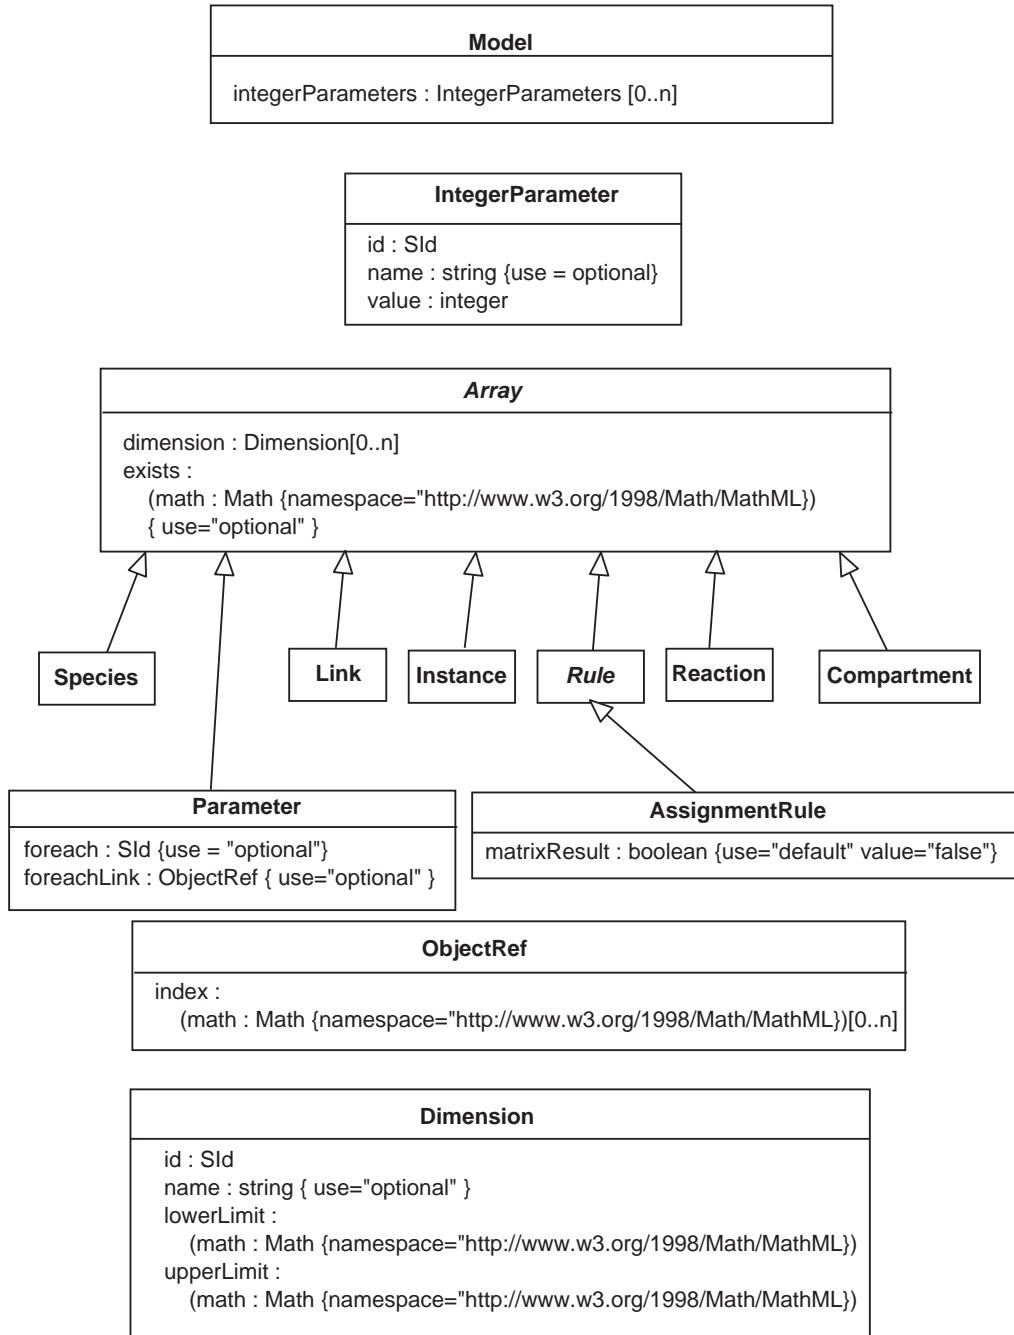 Model
integerParameters : IntegerParameters [0..n]
IntegerParameter
id : SId
name : string {use = optional}
value : integer
Array
dimension : Dimension[0..n]
exists :
(math : Math {namespace="http://www.w3.org/1998/Math/MathML})
{ use="optional" }
Species
Link
Instance
Rule
Reaction
Compartment
Parameter
foreach : SId {use = "optional"}
foreachLink : ObjectRef { use="optional" }
AssignmentRule
matrixResult : boolean {use="default" value="false"}
ObjectRef
index :
(math : Math {namespace="http://www.w3.org/1998/Math/MathML})[0..n]
Dimension
id : SId
name : string { use="optional" }
lowerLimit :
(math : Math {namespace="http://www.w3.org/1998/Math/MathML})
upperLimit :
(math : Math {namespace="http://www.w3.org/1998/Math/MathML})